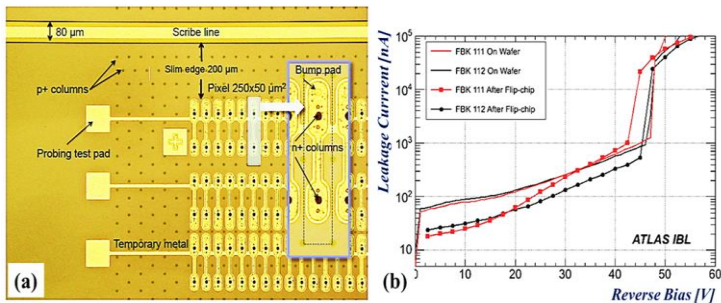 80 µm
Scribe line
Slim edge 200 µm
p+ columns
Pixel 250x50 µm²
Bump pad
Probing test pad
n+ columns
Temporary metal
(a)
Leakage Currrent [nA]
10⁵
10⁴
10³
10²
10
FBK 111 On Wafer
FBK 112 On Wafer
FBK 111 After Flip-chip
FBK 112 After Flip-chip
ATLAS IBL
0 10 20 30 40 50 60
(b)
Reverse Bias [V]